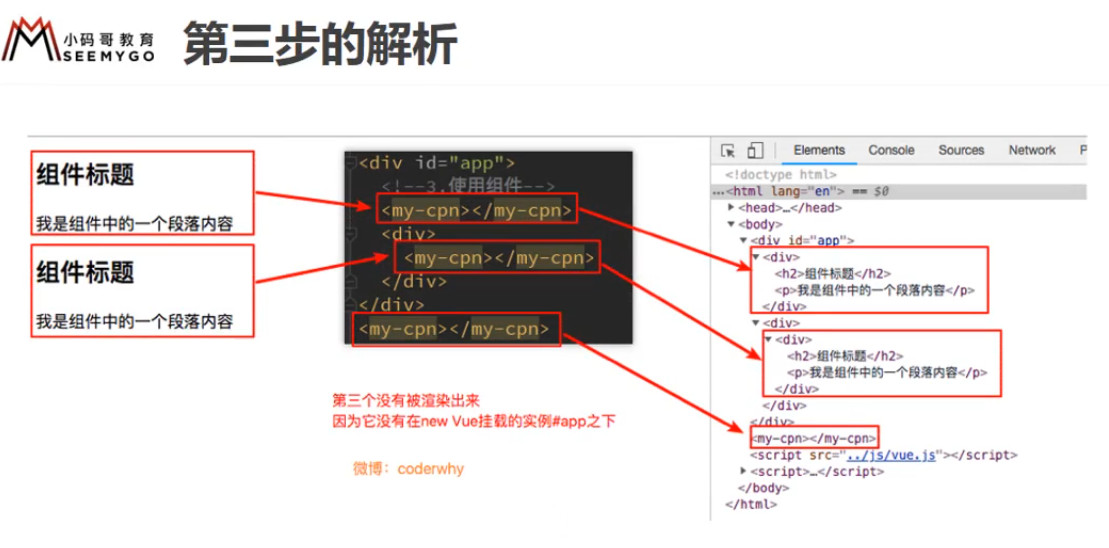 小码哥教育
SEEMYGO
第三步的解析
组件标题
我是组件中的一个段落内容
组件标题
我是组件中的一个段落内容
<div id="app">
<!--3.使用组件-->
<my-cpn></my-cpn>
<div>
<my-cpn></my-cpn>
</div>
</div>
<my-cpn></my-cpn>
第三个没有被渲染出来
因为它没有在new Vue挂载的实例#app之下
微博：coderwhy
Elements Console Sources Network P
<!doctype html>
...<html lang="en"> == $0
<head>…</head>
<body>
<div id="app">
<div>
<h2>组件标题</h2>
<p>我是组件中的一个段落内容</p>
</div>
<div>
<div>
<h2>组件标题</h2>
<p>我是组件中的一个段落内容</p>
</div>
</div>
</div>
<my-cpn></my-cpn>
<script src="../js/vue.js"></script>
<script>…</script>
</body>
</html>